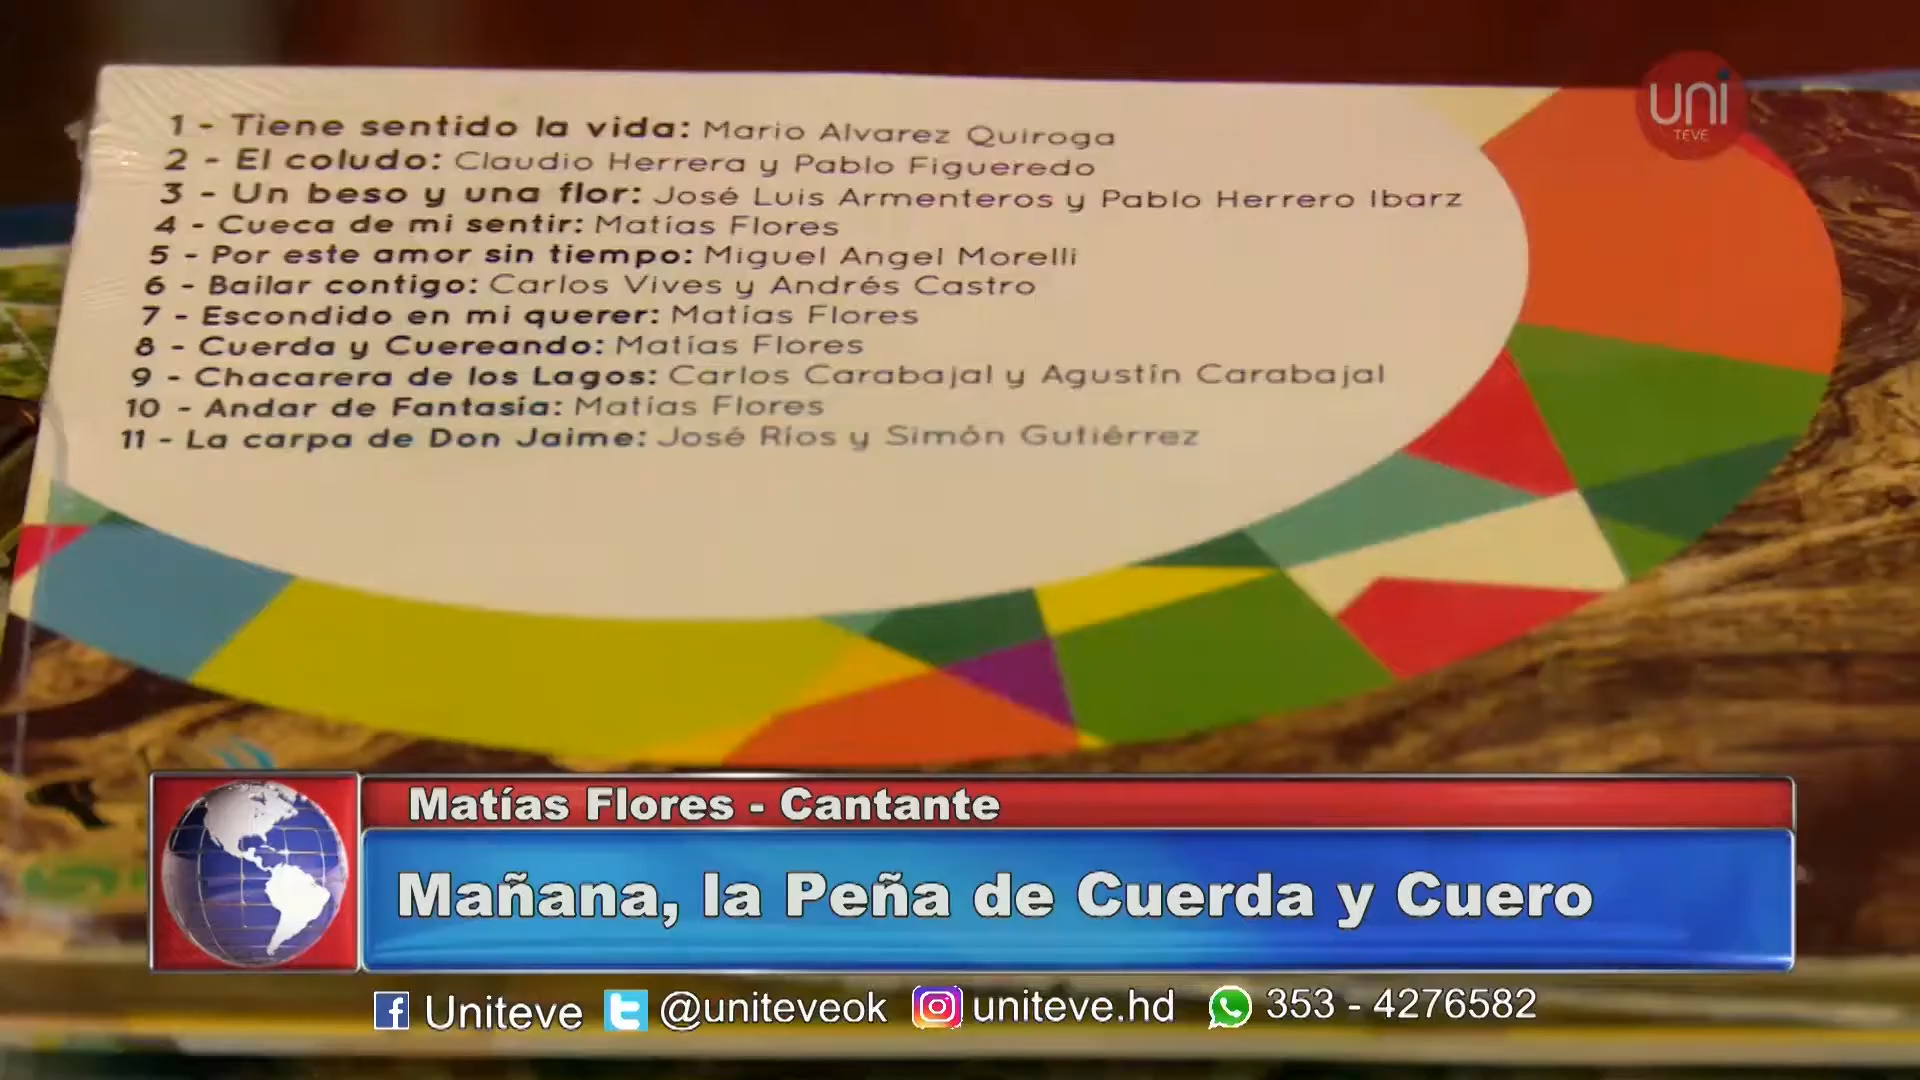 uni
TEVE
1 - Tiene sentido la vida: Mario Alvarez Quiroga
2 - El coludo: Claudio Herrera y Pablo Figueredo
3 - Un beso y una flor: José Luis Armenteros y Pablo Herrero Ibarz
4 - Cueca de mi sentir: Matías Flores
5 - Por este amor sin tiempo: Miguel Angel Morelli
6 - Bailar contigo: Carlos Vives y Andrés Castro
7 - Escondido en mi querer: Matías Flores
8 - Cuerda y Cuereando: Matías Flores
9 - Chacarera de los Lagos: Carlos Carabajal y Agustín Carabajal
10 - Andar de Fantasía: Matías Flores
11 - La carpa de Don Jaime: José Ríos y Simón Gutiérrez
Matías Flores - Cantante
Mañana, la Peña de Cuerda y Cuero
Uniteve @uniteveok uniteve.hd 353 - 4276582